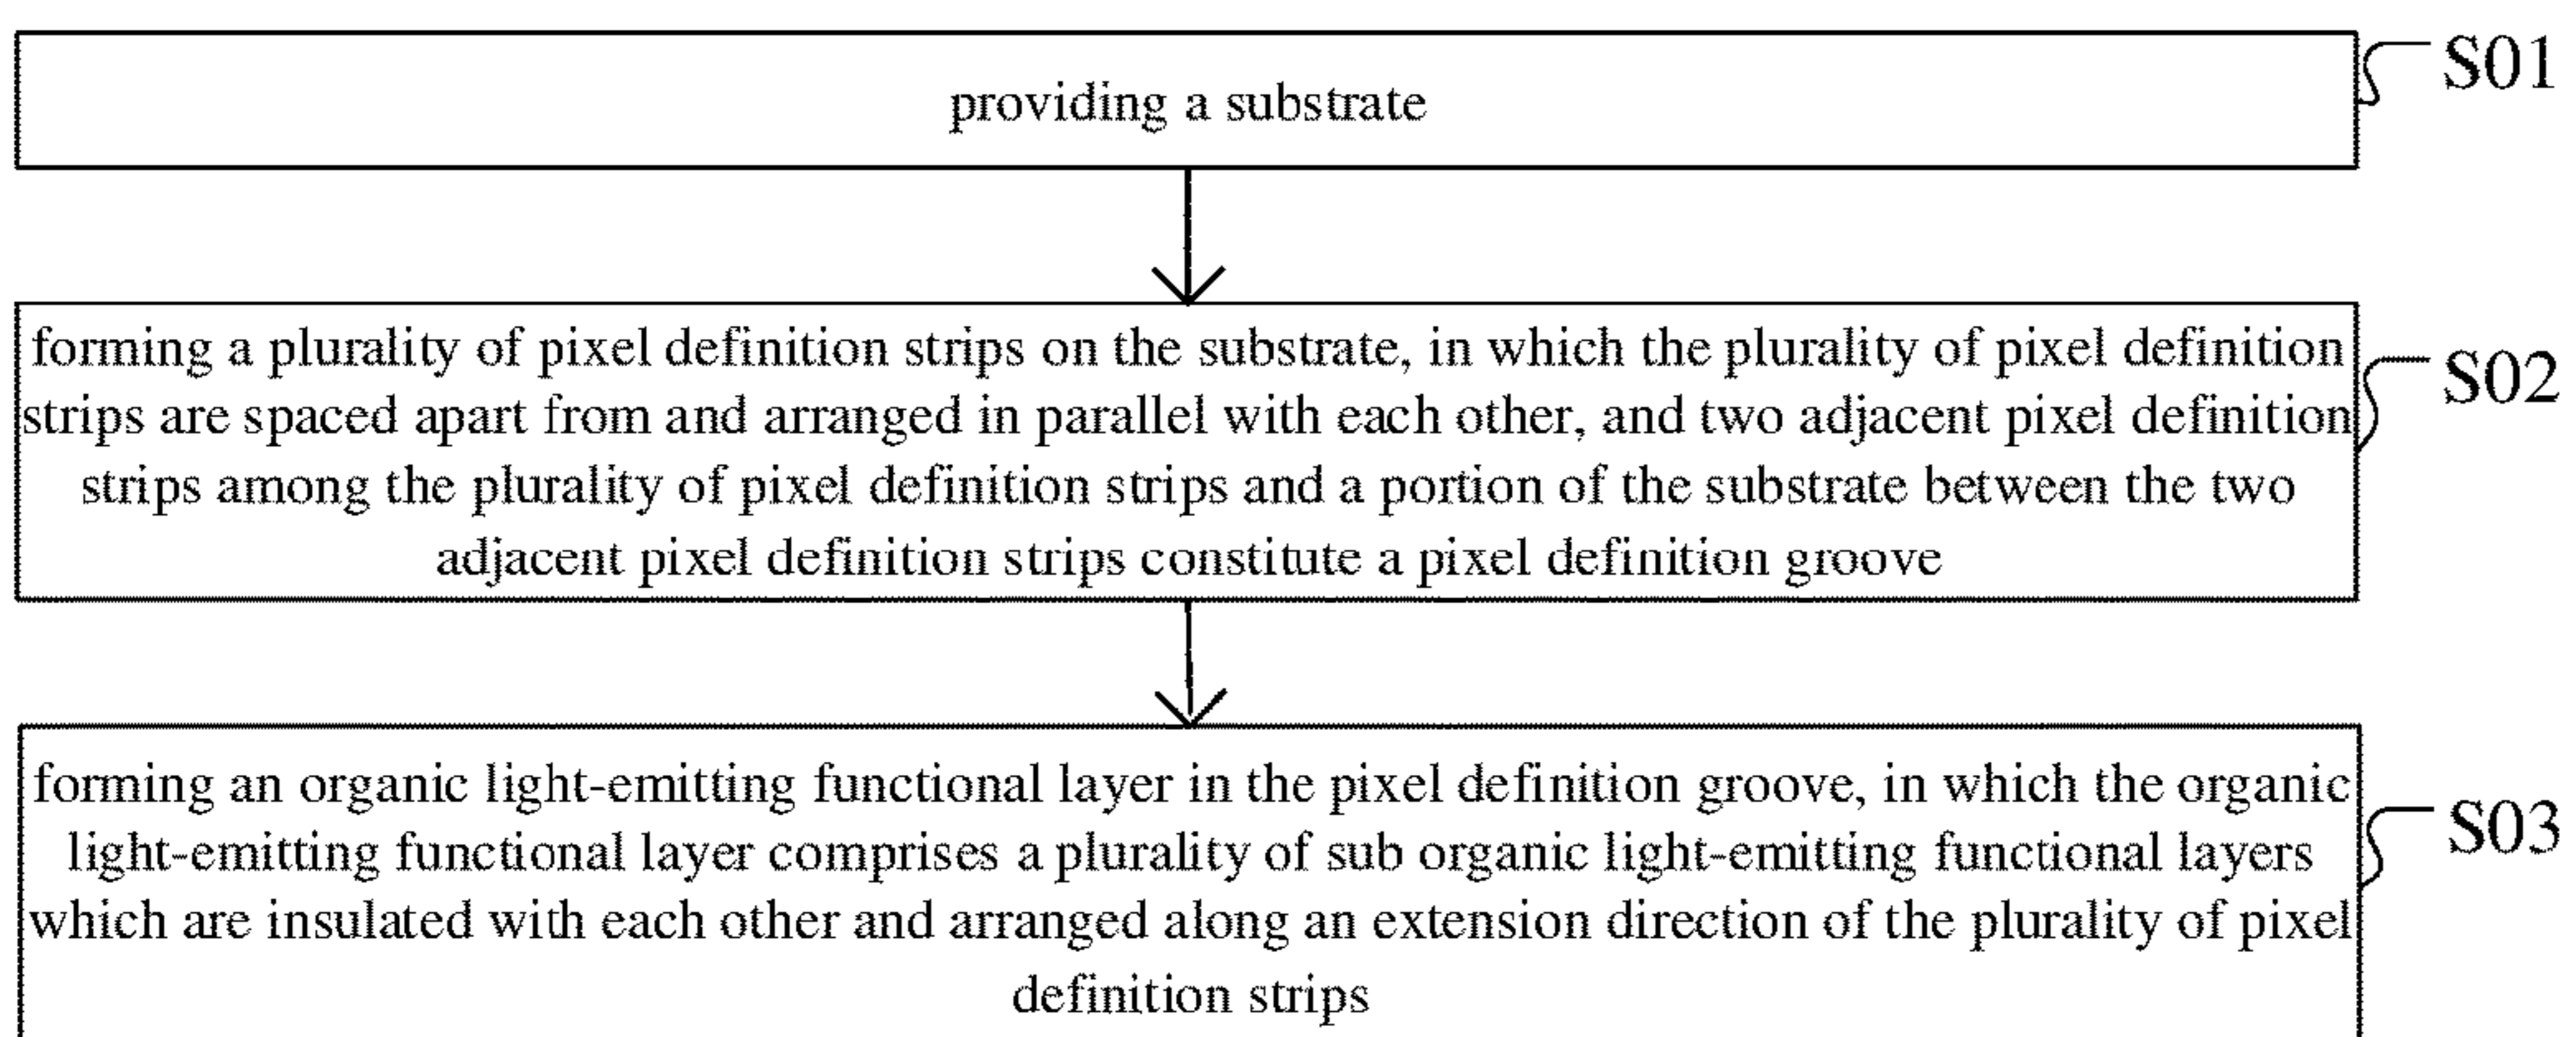 providing a substrate
S01
forming a plurality of pixel definition strips on the substrate, in which the plurality of pixel definition
strips are spaced apart from and arranged in parallel with each other, and two adjacent pixel definition
strips among the plurality of pixel definition strips and a portion of the substrate between the two
adjacent pixel definition strips constitute a pixel definition groove
S02
forming an organic light-emitting functional layer in the pixel definition groove, in which the organic
light-emitting functional layer comprises a plurality of sub organic light-emitting functional layers
which are insulated with each other and arranged along an extension direction of the plurality of pixel
definition strips
S03